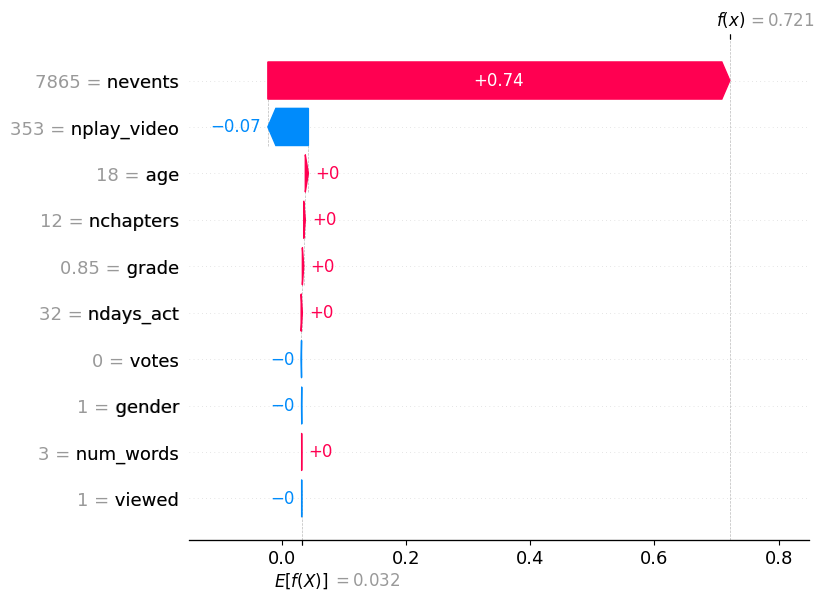 f(x) = 0.721
7865 = nevents +0.74
353 = nplay_video −0.07
18 = age +0
12 = nchapters +0
0.85 = grade +0
32 = ndays_act +0
0 = votes −0
1 = gender −0
3 = num_words +0
1 = viewed −0
0.0 0.2 0.4 0.6 0.8
E[f(X)] = 0.032